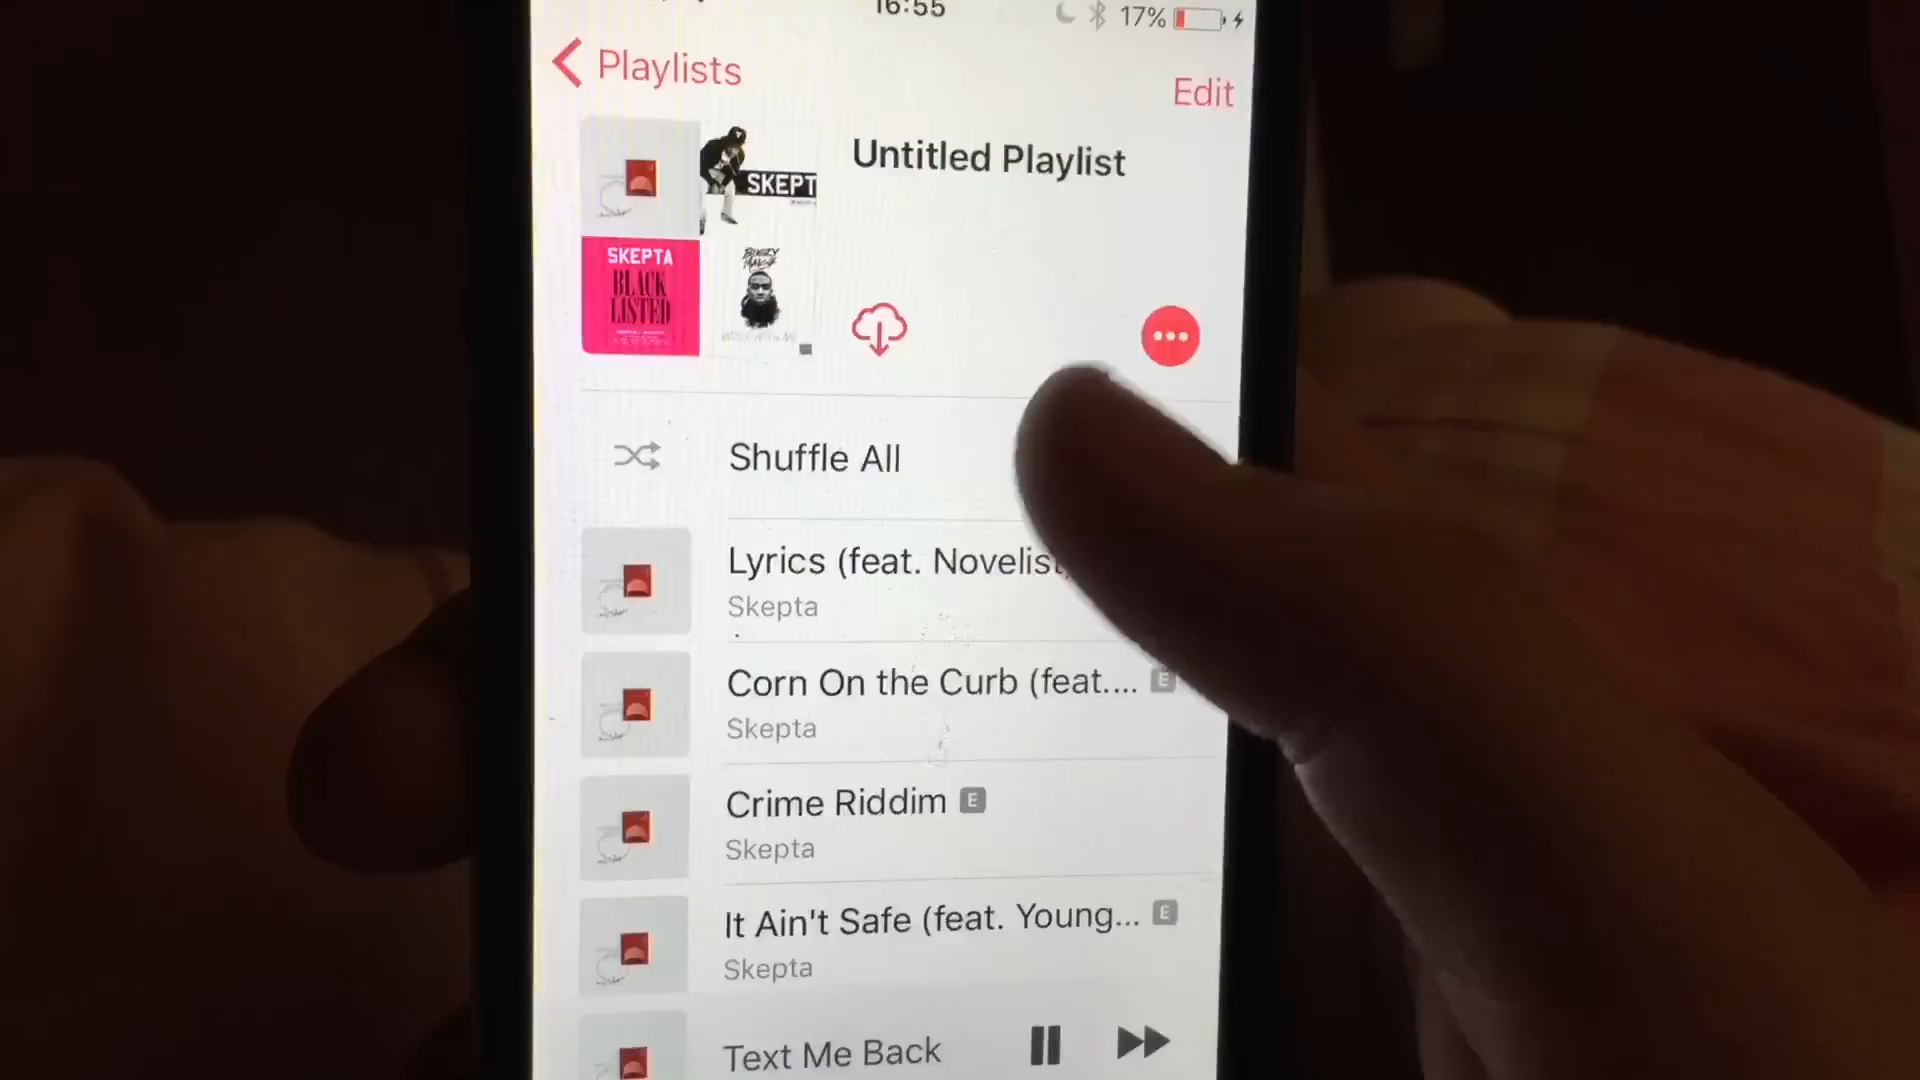 16:55
17%
Playlists
Edit
SKEPT
Untitled Playlist
SKEPTA
BLACK
LISTED
Shuffle All
Lyrics (feat. Novelist
Skepta
Corn On the Curb (feat.... E
Skepta
Crime Riddim E
Skepta
It Ain't Safe (feat. Young... E
Skepta
Text Me Back